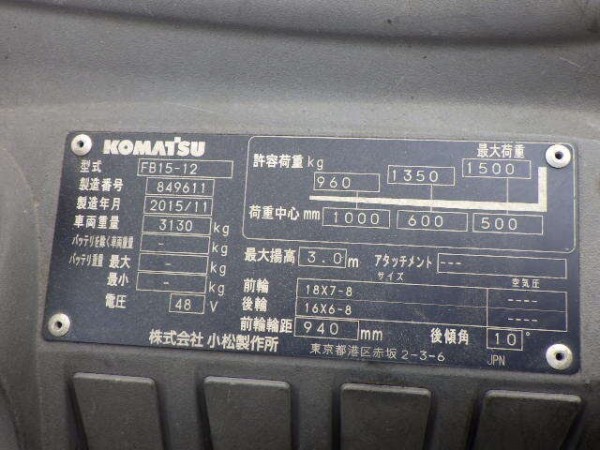 KOMATSU
型式 FB15-12
製造番号 849611
製造年月 2015/11
車両重量 3130 kg
バッテリを除く車両重量 - kg
バッテリ重量 最大 - kg
最小 - kg
電圧 48 V
株式会社 小松製作所
最大荷重
許容荷重 kg 960 1350 1500
荷重中心 mm 1000 600 500
最大揚高 3.0 m アタッチメント ---
サイズ 空気圧
前輪 18X7-8 ----
後輪 16X6-8 ----
前輪輪距 940 mm 後傾角 10°
東京都港区赤坂2-3-6 JPN